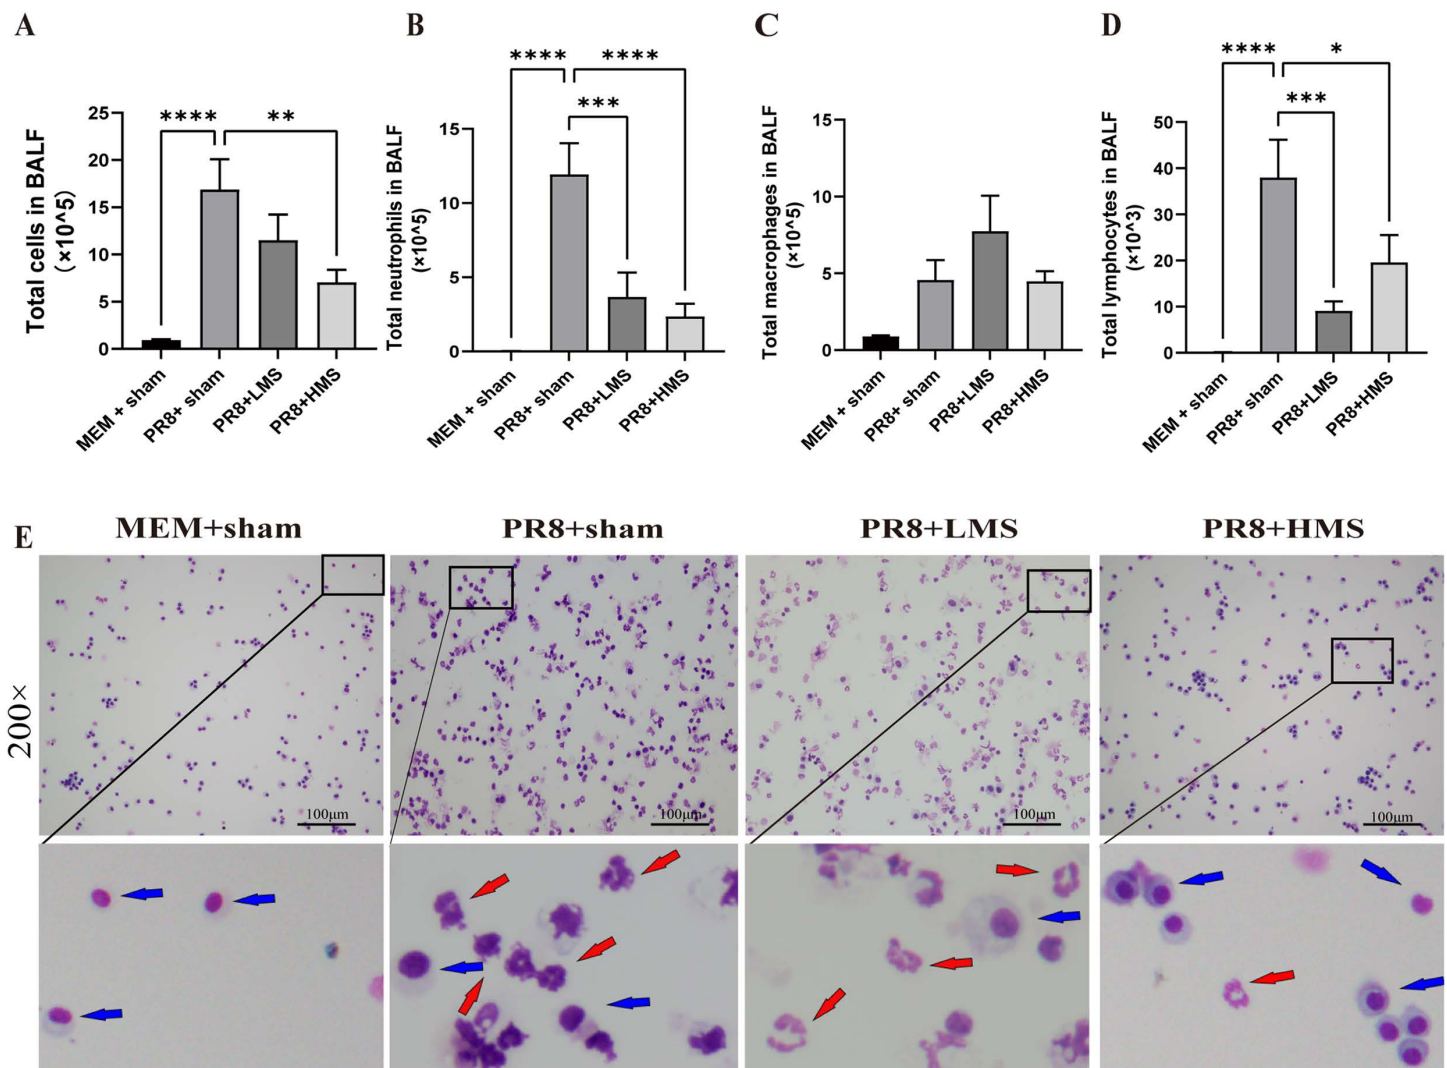 A
Total cells in BALF
(×10^5)
25
20
15
10
5
0
****
**
MEM + sham
PR8+ sham
PR8+LMS
PR8+HMS
B
Total neutrophils in BALF
(×10^5)
15
10
5
0
****
****
***
MEM + sham
PR8+ sham
PR8+LMS
PR8+HMS
C
Total macrophages in BALF
(×10^5)
15
10
5
0
MEM + sham
PR8+ sham
PR8+LMS
PR8+HMS
D
Total lymphocytes in BALF
(×10^3)
50
40
30
20
10
0
****
*
***
MEM + sham
PR8+ sham
PR8+LMS
PR8+HMS
E
MEM+sham
PR8+sham
PR8+LMS
PR8+HMS
200×
100μm
100μm
100μm
100μm